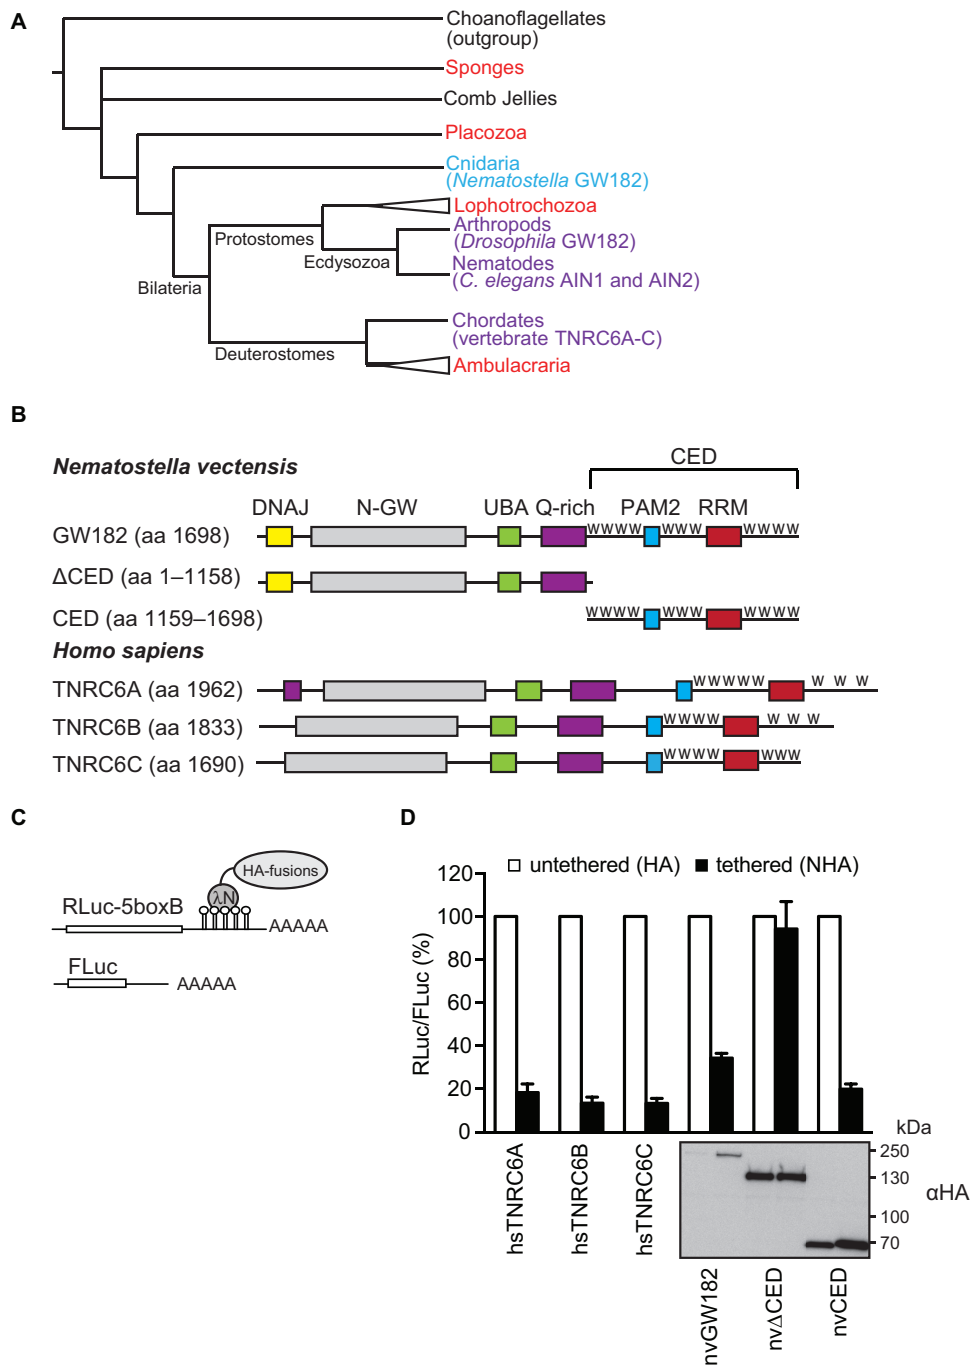 A
Choanoflagellates
(outgroup)
Sponges
Comb Jellies
Placozoa
Cnidaria
(Nematostella GW182)
Lophotrochozoa
Arthropods
(Drosophila GW182)
Protostomes
Ecdysozoa
Nematodes
(C. elegans AIN1 and AIN2)
Bilateria
Chordates
(vertebrate TNRC6A-C)
Deuterostomes
Ambulacraria
B
Nematostella vectensis
CED
DNAJ N-GW UBA Q-rich PAM2 RRM
GW182 (aa 1698) WWWW WWW WWWW
ΔCED (aa 1–1158)
CED (aa 1159–1698) WWWW WWW WWWW
Homo sapiens
TNRC6A (aa 1962) WWWWW W W W
TNRC6B (aa 1833) WWWW W W W
TNRC6C (aa 1690) WWWW WWW
C
HA-fusions
λN
RLuc-5boxB
AAAAA
FLuc
AAAAA
D
untethered (HA) tethered (NHA)
RLuc/FLuc (%)
120
100
80
60
40
20
0
kDa
250
130
100
70
αHA
hsTNRC6A
hsTNRC6B
hsTNRC6C
nvGW182
nvΔCED
nvCED